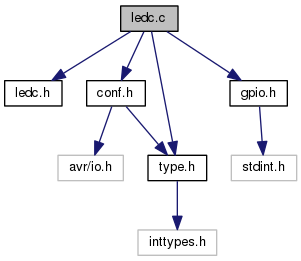 ledc.c
ledc.h
conf.h
gpio.h
avr/io.h
type.h
stdint.h
inttypes.h